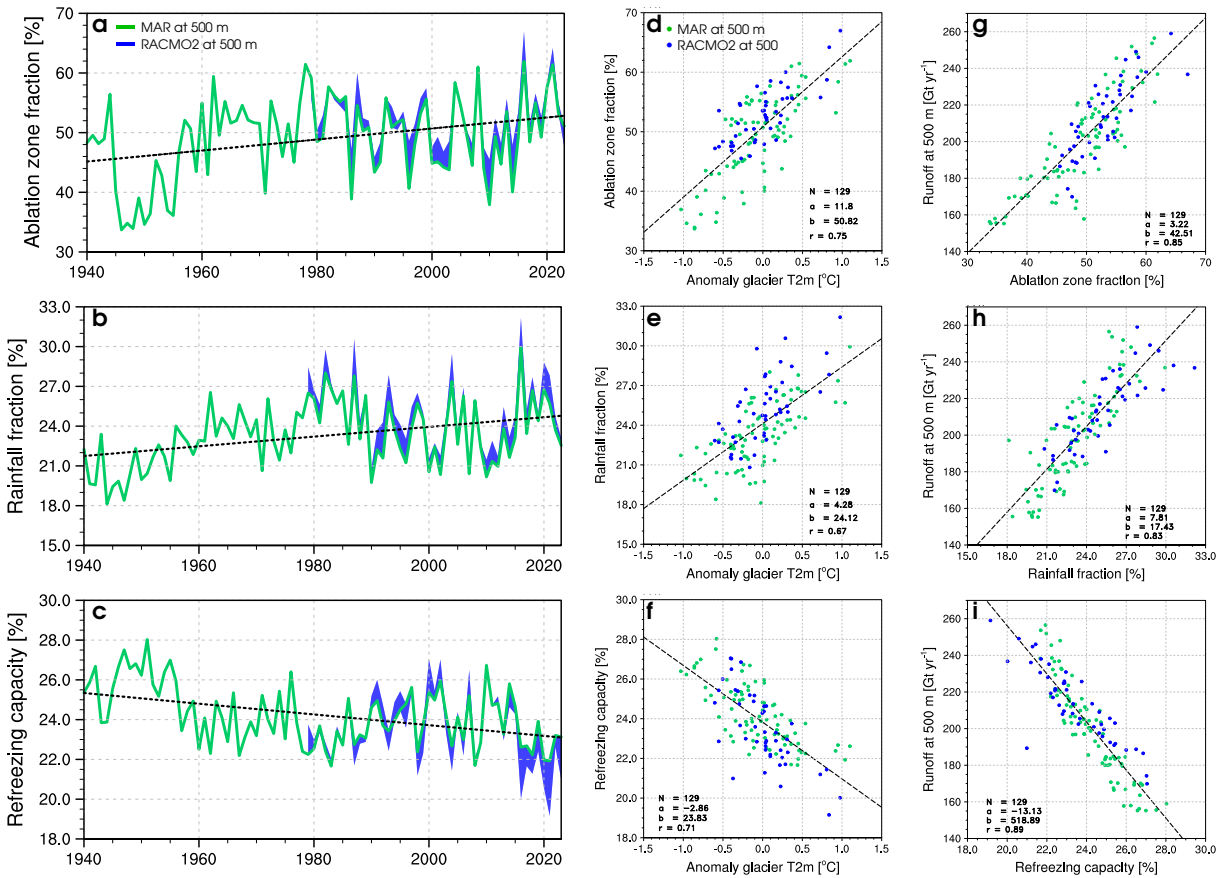 a
MAR at 500 m
RACMO2 at 500 m
Ablation zone fraction [%]
70
60
50
40
30
1940
1960
1980
2000
2020
b
Rainfall fraction [%]
33.0
30.0
27.0
24.0
21.0
18.0
15.0
1940
1960
1980
2000
2020
c
Refreezing capacity [%]
30.0
28.0
26.0
24.0
22.0
20.0
18.0
1940
1960
1980
2000
2020
d
MAR at 500 m
RACMO2 at 500
Ablation zone fraction [%]
70
60
50
40
30
N = 129
a = 11.8
b = 50.82
r = 0.75
-1.5
-1.0
-0.5
0.0
0.5
1.0
1.5
Anomaly glacier T2m [°C]
e
Rainfall fraction [%]
33.0
30.0
27.0
24.0
21.0
18.0
15.0
N = 129
a = 4.28
b = 24.12
r = 0.67
-1.5
-1.0
-0.5
0.0
0.5
1.0
1.5
Anomaly glacier T2m [°C]
f
Refreezing capacity [%]
30.0
28.0
26.0
24.0
22.0
20.0
18.0
N = 129
a = -2.86
b = 23.83
r = 0.71
-1.5
-1.0
-0.5
0.0
0.5
1.0
1.5
Anomaly glacier T2m [°C]
g
Runoff at 500 m [Gt yr⁻¹]
260
240
220
200
180
160
140
N = 129
a = 3.22
b = 42.51
r = 0.85
30
40
50
60
70
Ablation zone fraction [%]
h
Runoff at 500 m [Gt yr⁻¹]
260
240
220
200
180
160
140
N = 129
a = 7.81
b = 17.43
r = 0.83
15.0
18.0
21.0
24.0
27.0
30.0
33.0
Rainfall fraction [%]
i
Runoff at 500 m [Gt yr⁻¹]
260
240
220
200
180
160
140
N = 129
a = -13.13
b = 518.89
r = 0.89
18.0
20.0
22.0
24.0
26.0
28.0
30.0
Refreezing capacity [%]